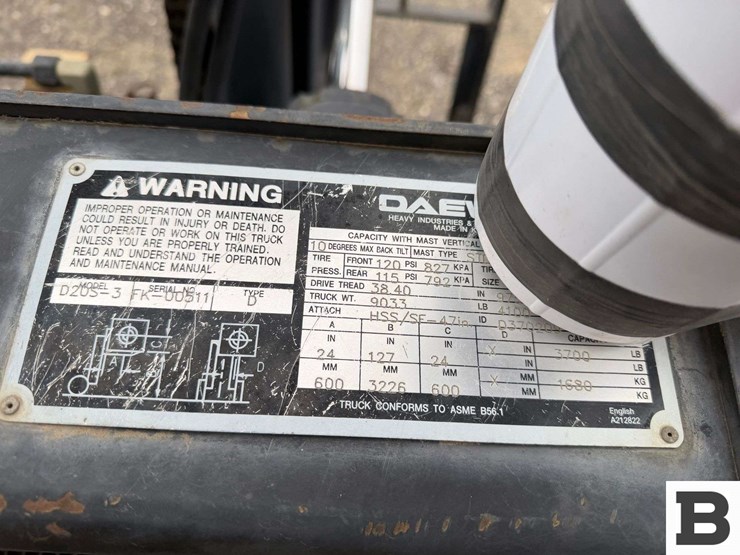 WARNING
IMPROPER OPERATION OR MAINTENANCE
COULD RESULT IN INJURY OR DEATH. DO
NOT OPERATE OR WORK ON THIS TRUCK
UNLESS YOU ARE PROPERLY TRAINED.
READ AND UNDERSTAND THE OPERATION
AND MAINTENANCE MANUAL.
MODEL SERIAL NO TYPE
D20S-3 FK-00511
C
D
A
B
DAEW
HEAVY INDUSTRIES &
MADE IN K
CAPACITY WITH MAST VERTICAL
10 DEGREES MAX BACK TILT MAST TYPE ST
TIRE PRESS. FRONT 120 PSI 827 KPA TIR
REAR 115 PSI 792 KPA SIZE
DRIVE TREAD 38.40 IN
TRUCK WT. 9033 LB 410
ATTACH HSS/SF-47in ID D370
A B C D CAPAC
IN IN IN IN LB
24 127 24 X 3700
MM MM MM MM KG
600 3226 600 X 1680
TRUCK CONFORMS TO ASME B56.1
English
A212822
B